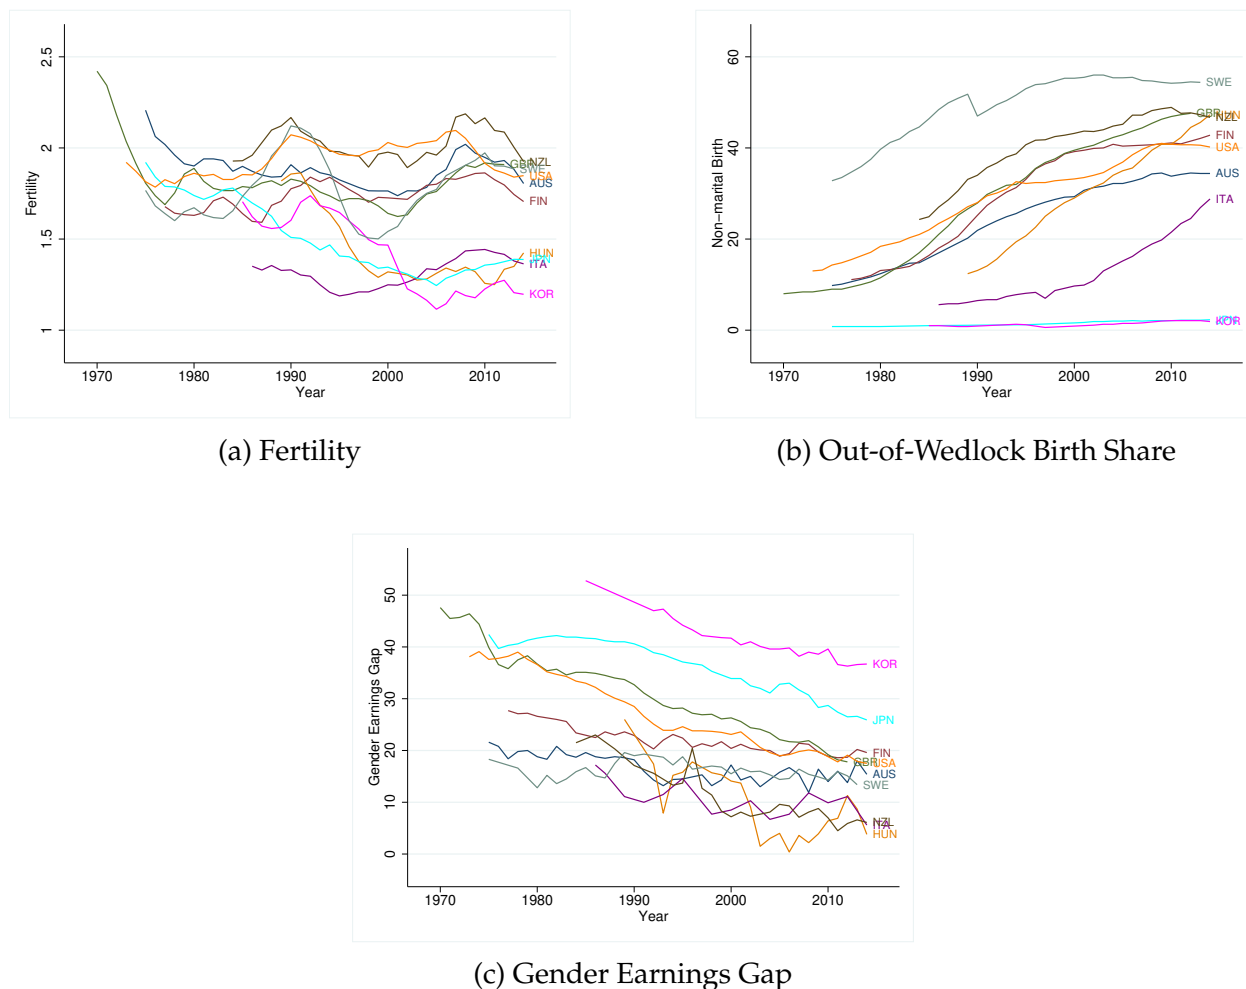 Fertility
2.5
2
1.5
1
NZL
GBR
SWE
USA
AUS
FIN
HUN
JPN
ITA
KOR
1970 1980 1990 2000 2010
Year
(a) Fertility
Non-marital Birth
60
40
20
0
SWE
GBR
HUN
NZL
FIN
USA
AUS
ITA
KOR
1970 1980 1990 2000 2010
Year
(b) Out-of-Wedlock Birth Share
Gender Earnings Gap
50
40
30
20
10
0
KOR
JPN
FIN
GBR
USA
AUS
SWE
NZL
ITA
HUN
1970 1980 1990 2000 2010
Year
(c) Gender Earnings Gap